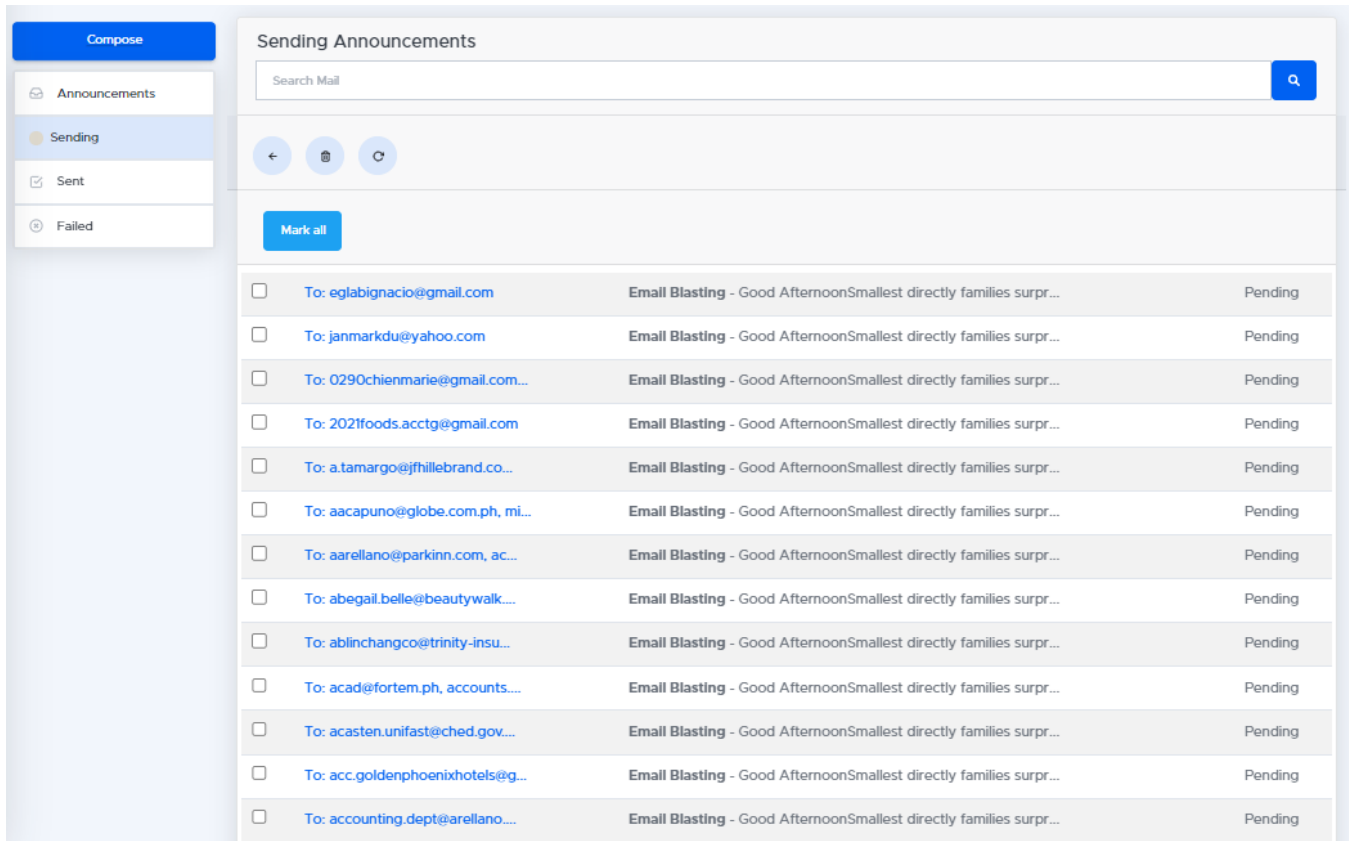 Compose
Announcements
Sending
Sent
Failed
Sending Announcements
Search Mail
Mark all
To: eglabignacio@gmail.com Email Blasting - Good AfternoonSmallest directly families surpr... Pending
To: janmarkdu@yahoo.com Email Blasting - Good AfternoonSmallest directly families surpr... Pending
To: 0290chienmarie@gmail.com... Email Blasting - Good AfternoonSmallest directly families surpr... Pending
To: 2021foods.acctg@gmail.com Email Blasting - Good AfternoonSmallest directly families surpr... Pending
To: a.tamargo@jfhillebrand.co... Email Blasting - Good AfternoonSmallest directly families surpr... Pending
To: aacapuno@globe.com.ph, mi... Email Blasting - Good AfternoonSmallest directly families surpr... Pending
To: aarellano@parkinn.com, ac... Email Blasting - Good AfternoonSmallest directly families surpr... Pending
To: abegail.belle@beautywalk.... Email Blasting - Good AfternoonSmallest directly families surpr... Pending
To: ablinchangco@trinity-insu... Email Blasting - Good AfternoonSmallest directly families surpr... Pending
To: acad@fortem.ph, accounts.... Email Blasting - Good AfternoonSmallest directly families surpr... Pending
To: acasten.unifast@ched.gov.... Email Blasting - Good AfternoonSmallest directly families surpr... Pending
To: acc.goldenphoenixhotels@g... Email Blasting - Good AfternoonSmallest directly families surpr... Pending
To: accounting.dept@arellano.... Email Blasting - Good AfternoonSmallest directly families surpr... Pending